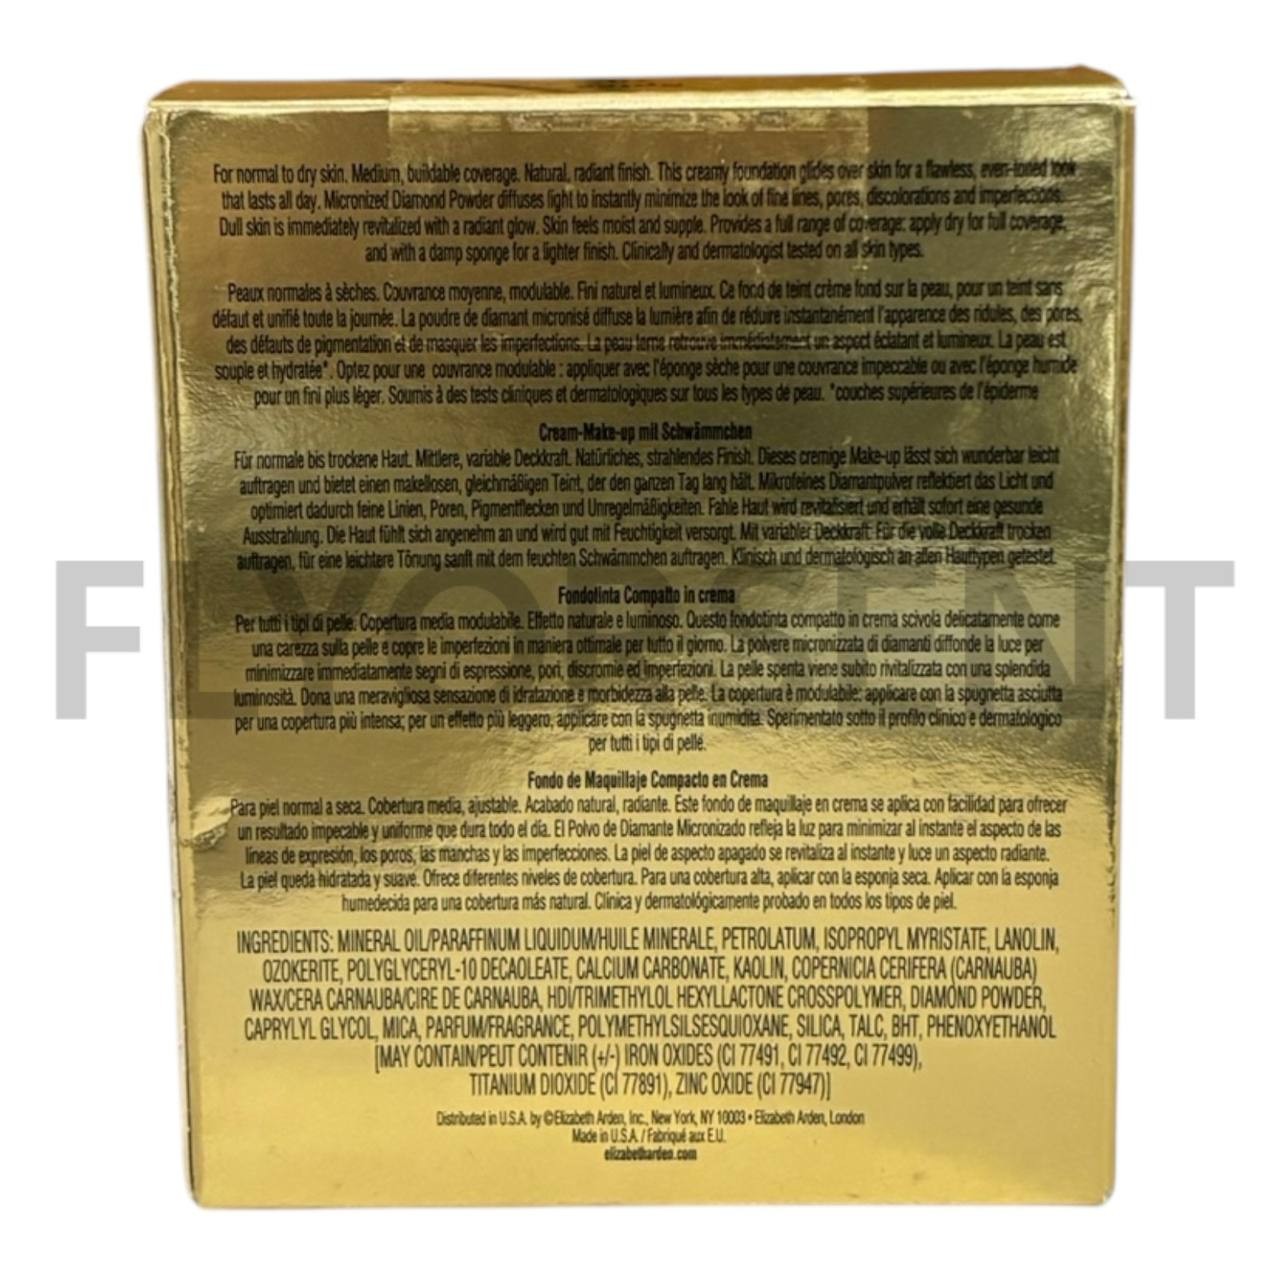 For normal to dry skin. Medium, buildable coverage. Natural, radiant finish. This creamy foundation glides over skin for a flawless, even-toned look
that lasts all day. Micronized Diamond Powder diffuses light to instantly minimize the look of fine lines, pores, discolorations and imperfections.
Dull skin is immediately revitalized with a radiant glow. Skin feels moist and supple. Provides a full range of coverage: apply dry for full coverage,
and with a damp sponge for a lighter finish. Clinically and dermatologist tested on all skin types.
Peaux normales à sèches. Couvrance moyenne, modulable. Fini naturel et lumineux. Ce fond de teint crème fond sur la peau, pour un teint sans
défaut et unifié toute la journée. La poudre de diamant micronisé diffuse la lumière afin de réduire instantanément l'apparence des ridules, des pores,
des défauts de pigmentation et de masquer les imperfections. La peau terne retrouve immédiatement un aspect éclatant et lumineux. La peau est
souple et hydratée*. Optez pour une couvrance modulable : appliquer avec l'éponge sèche pour une couvrance impeccable ou avec l'éponge humide
pour un fini plus léger. Soumis à des tests cliniques et dermatologiques sur tous les types de peau. *couches supérieures de l'épiderme
Cream-Make-up mit Schwämmchen
Für normale bis trockene Haut. Mittlere, variable Deckkraft. Natürliches, strahlendes Finish. Dieses cremige Make-up lässt sich wunderbar leicht
auftragen und bietet einen makellosen, gleichmäßigen Teint, der den ganzen Tag lang hält. Mikrofeines Diamantpulver reflektiert das Licht und
optimiert dadurch feine Linien, Poren, Pigmentflecken und Unregelmäßigkeiten. Fahle Haut wird revitalisiert und erhält sofort eine gesunde
Ausstrahlung. Die Haut fühlt sich angenehm an und wird gut mit Feuchtigkeit versorgt. Mit variabler Deckkraft: Für die volle Deckkraft trocken
auftragen, für eine leichtere Tönung sanft mit dem feuchten Schwämmchen auftragen. Klinisch und dermatologisch an allen Hauttypen getestet.
Fondotinta Compatto in crema
Per tutti i tipi di pelle. Copertura media modulabile. Effetto naturale e luminoso. Questo fondotinta compatto in crema scivola delicatamente come
una carezza sulla pelle e copre le imperfezioni in maniera ottimale per tutto il giorno. La polvere micronizzata di diamanti diffonde la luce per
minimizzare immediatamente segni di espressione, pori, discromie ed imperfezioni. La pelle spenta viene subito rivitalizzata con una splendida
luminosità. Dona una meravigliosa sensazione di idratazione e morbidezza alla pelle. La copertura è modulabile: applicare con la spugnetta asciutta
per una copertura più intensa; per un effetto più leggero, applicare con la spugnetta inumidita. Sperimentato sotto il profilo clinico e dermatologico
per tutti i tipi di pelle.
Fondo de Maquillaje Compacto en Crema
Para piel normal a seca. Cobertura media, ajustable. Acabado natural, radiante. Este fondo de maquillaje en crema se aplica con facilidad para ofrecer
un resultado impecable y uniforme que dura todo el día. El Polvo de Diamante Micronizado refleja la luz para minimizar al instante el aspecto de las
líneas de expresión, los poros, las manchas y las imperfecciones. La piel de aspecto apagado se revitaliza al instante y luce un aspecto radiante.
La piel queda hidratada y suave. Ofrece diferentes niveles de cobertura. Para una cobertura alta, aplicar con la esponja seca. Aplicar con la esponja
humedecida para una cobertura más natural. Clínica y dermatológicamente probado en todos los tipos de piel.
INGREDIENTS: MINERAL OIL/PARAFFINUM LIQUIDUM/HUILE MINERALE, PETROLATUM, ISOPROPYL MYRISTATE, LANOLIN,
OZOKERITE, POLYGLYCERYL-10 DECAOLEATE, CALCIUM CARBONATE, KAOLIN, COPERNICIA CERIFERA (CARNAUBA)
WAX/CERA CARNAUBA/CIRE DE CARNAUBA, HDI/TRIMETHYLOL HEXYLLACTONE CROSSPOLYMER, DIAMOND POWDER,
CAPRYLYL GLYCOL, MICA, PARFUM/FRAGRANCE, POLYMETHYLSILSESQUIOXANE, SILICA, TALC, BHT, PHENOXYETHANOL
[MAY CONTAIN/PEUT CONTENIR (+/-) IRON OXIDES (CI 77491, CI 77492, CI 77499),
TITANIUM DIOXIDE (CI 77891), ZINC OXIDE (CI 77947)]
Distributed in U.S.A. by ©Elizabeth Arden, Inc., New York, NY 10003 • Elizabeth Arden, London
Made in U.S.A. / Fabriqué aux E.U.
elizabetharden.com